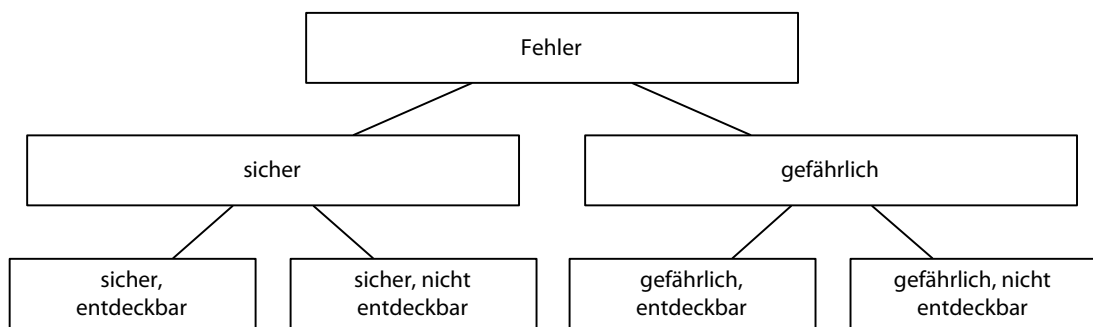 Fehler
sicher
gefährlich
sicher,
entdeckbar
sicher, nicht
entdeckbar
gefährlich,
entdeckbar
gefährlich, nicht
entdeckbar